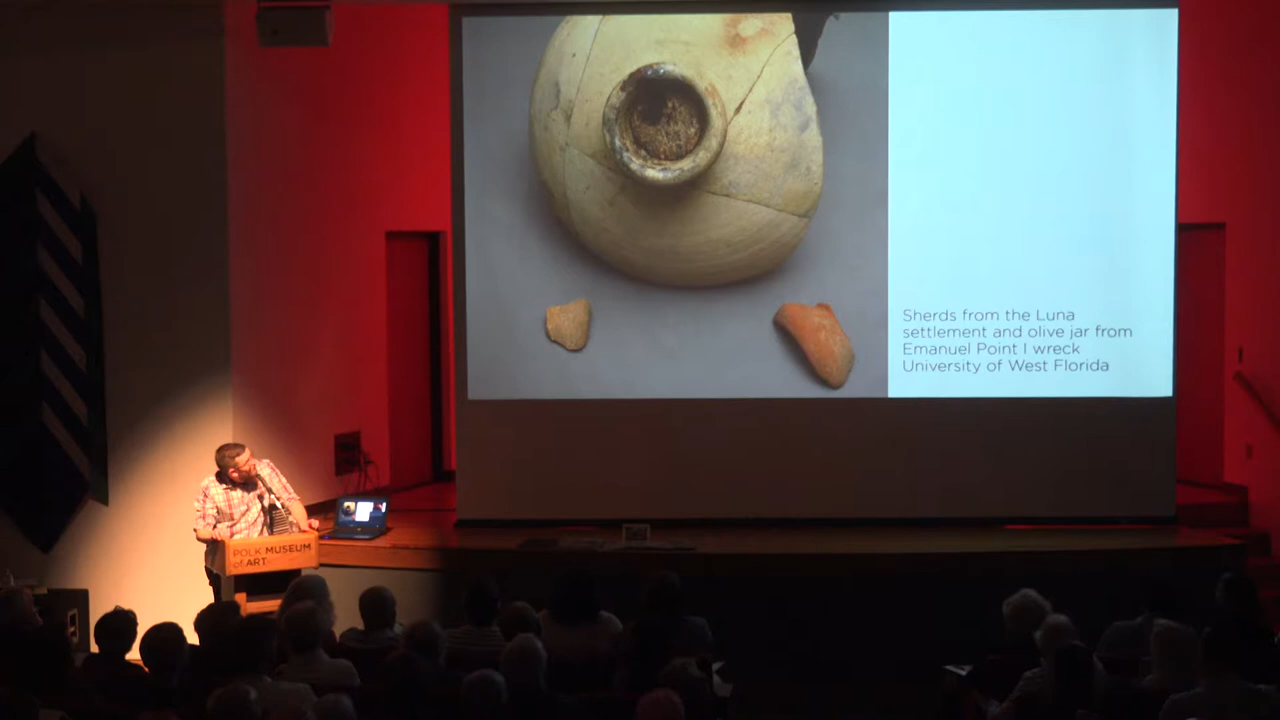 Sherds from the Luna
settlement and olive jar from
Emanuel Point I wreck
University of West Florida
POLK MUSEUM
of ART